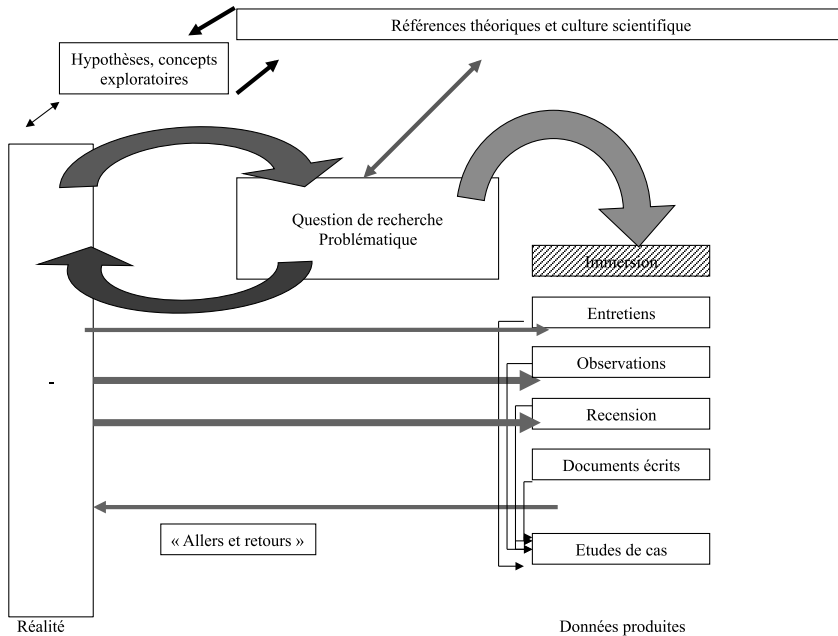 Références théoriques et culture scientifique
Hypothèses, concepts
exploratoires
Question de recherche
Problématique
Immersion
Entretiens
Observations
-
Recension
Documents écrits
« Allers et retours »
Etudes de cas
Réalité
Données produites